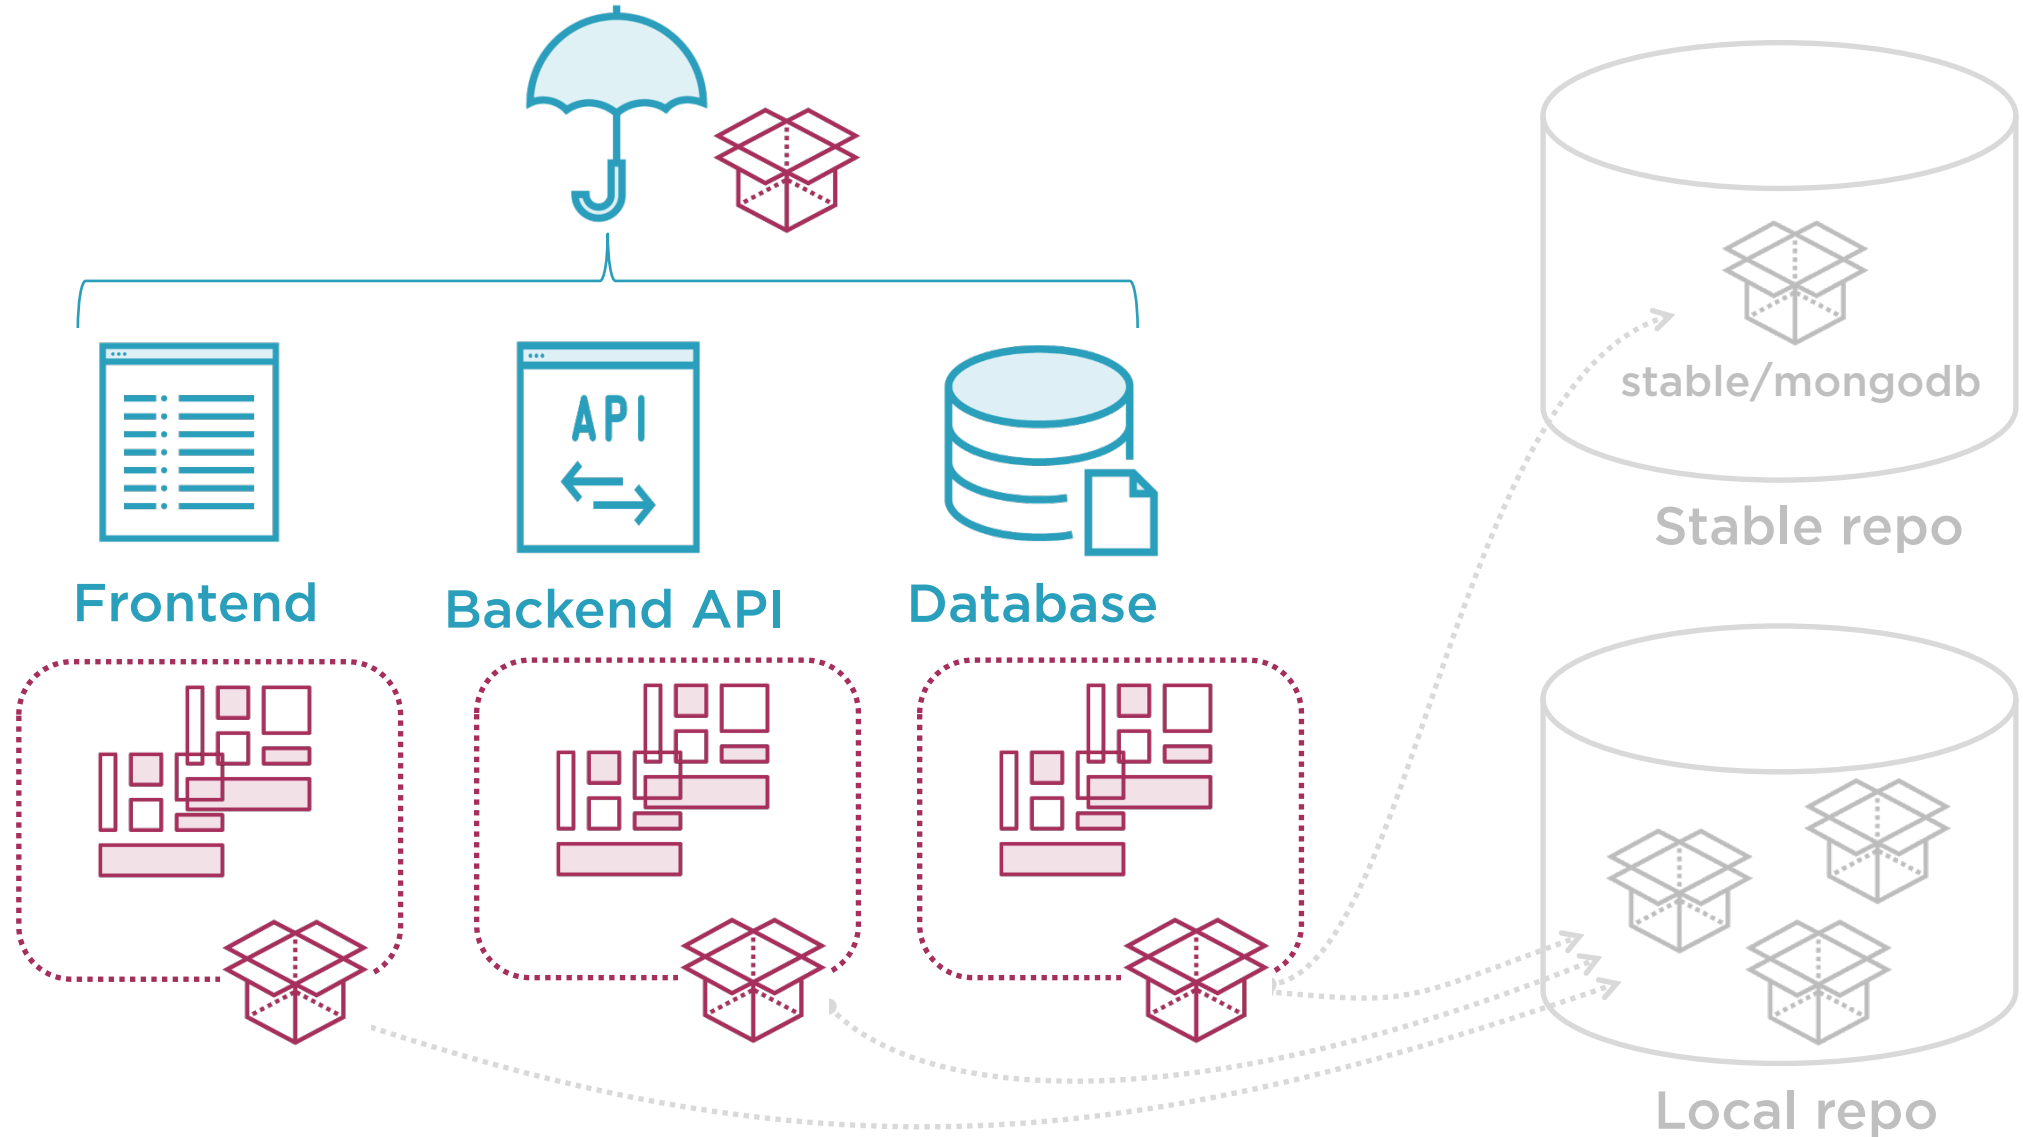 stable/mongodb
Stable repo
API
Frontend
Backend API
Database
Local repo